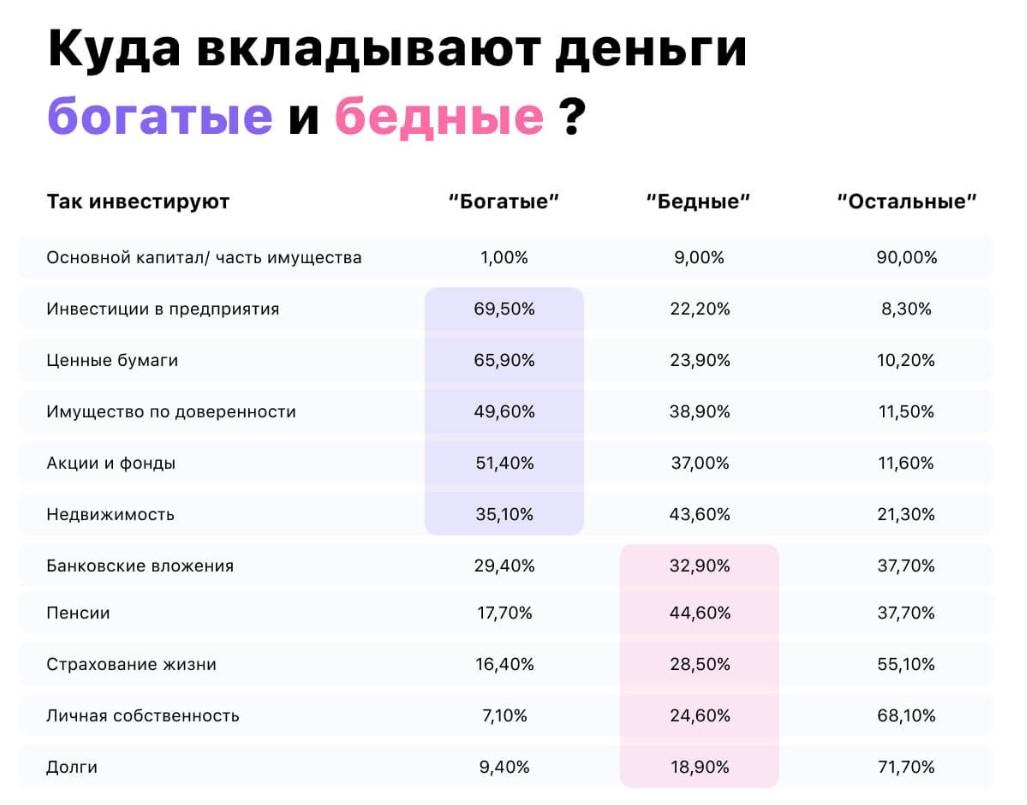 Куда вкладывают деньги
богатые и бедные ?
Так инвестируют “Богатые” “Бедные” “Остальные”
Основной капитал/ часть имущества 1,00% 9,00% 90,00%
Инвестиции в предприятия 69,50% 22,20% 8,30%
Ценные бумаги 65,90% 23,90% 10,20%
Имущество по доверенности 49,60% 38,90% 11,50%
Акции и фонды 51,40% 37,00% 11,60%
Недвижимость 35,10% 43,60% 21,30%
Банковские вложения 29,40% 32,90% 37,70%
Пенсии 17,70% 44,60% 37,70%
Страхование жизни 16,40% 28,50% 55,10%
Личная собственность 7,10% 24,60% 68,10%
Долги 9,40% 18,90% 71,70%